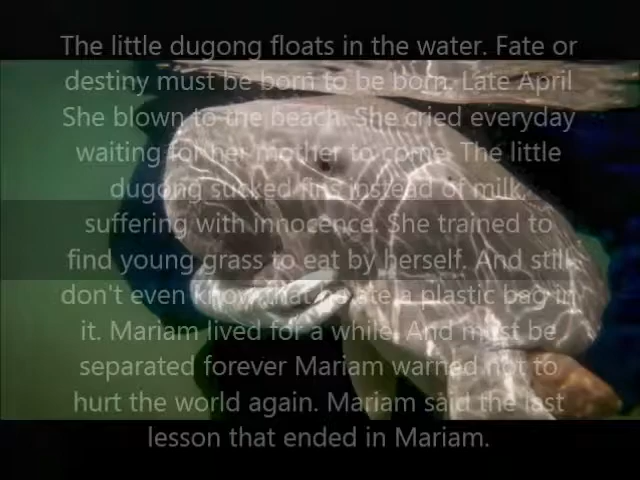 The little dugong floats in the water. Fate or
destiny must be born to be born. Late April
She blown to the beach. She cried everyday
waiting for her mother to come. The little
dugong sucked fins instead of milk,
suffering with innocence. She trained to
find young grass to eat by herself. And still
don't even know that is ate a plastic bag in
it. Mariam lived for a while. And must be
separated forever Mariam warned not to
hurt the world again. Mariam said the last
lesson that ended in Mariam.